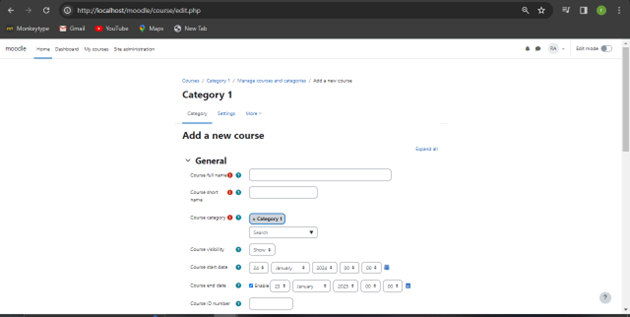 http://localhost/moodle/course/edit.php
Monkeytype Gmail YouTube Maps New Tab
moodle Home Dashboard My courses Site administration RA Edit mode
Courses / Category 1 / Manage courses and categories / Add a new course
Category 1
Category Settings More
Add a new course
Expand all
General
Course full name
Course short
name
Course category
x Category 1
Search
Course visibility Show
Course start date 24 January 2024 00 00
Course end date Enable 23 January 2025 00 00
Course ID number
?